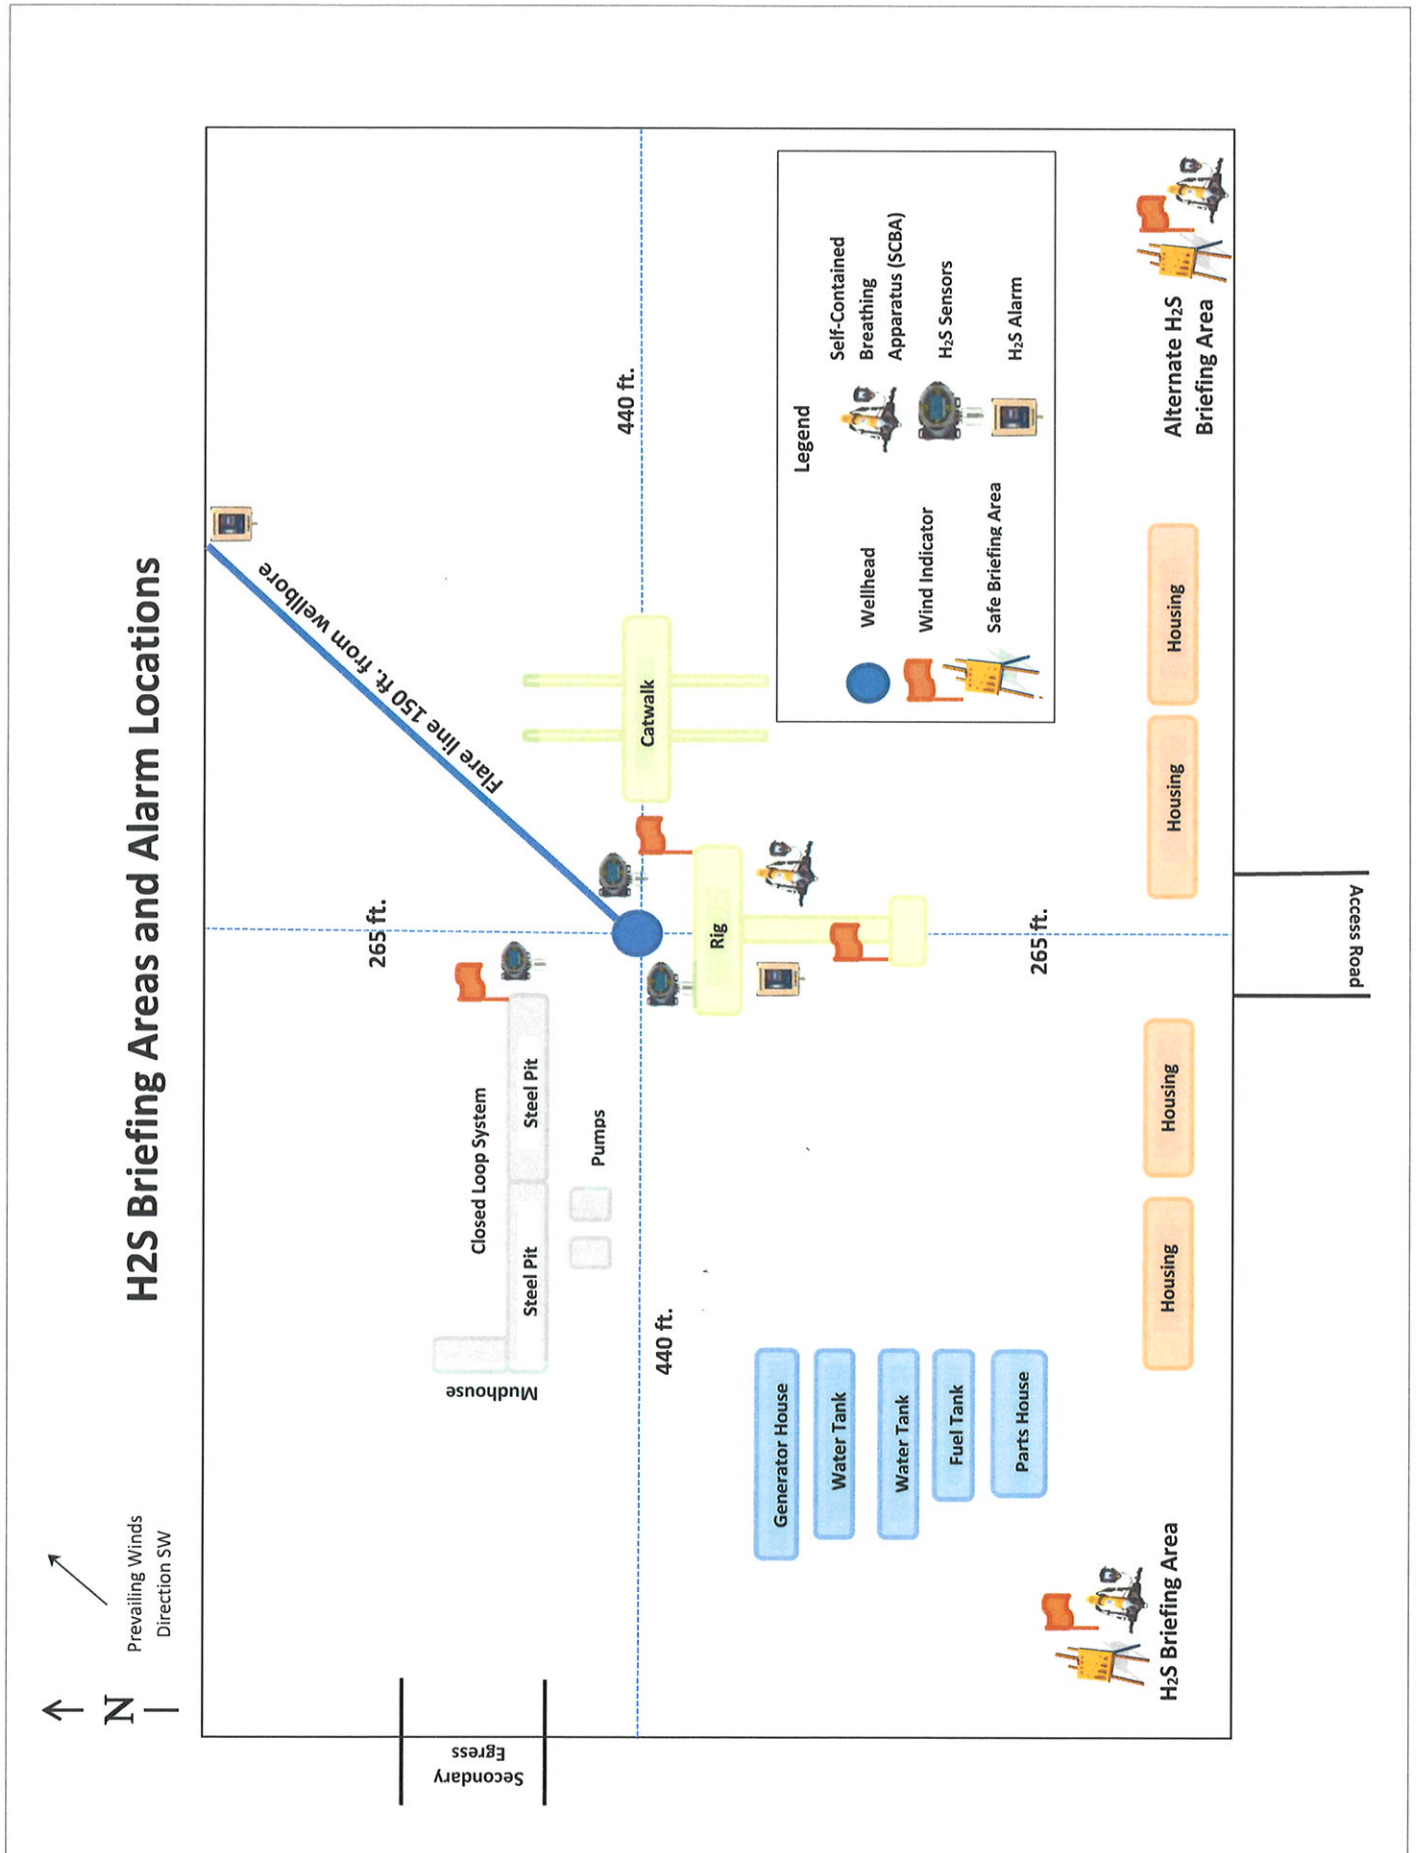 H2S Briefing Areas and Alarm Locations
N
Prevailing Winds
Direction SW
Secondary
Egress
265 ft.
Flare line 150 ft. from wellbore
Closed Loop System
Mudhouse
Steel Pit
Steel Pit
Pumps
440 ft.
440 ft.
Catwalk
Rig
Generator House
Water Tank
Water Tank
Fuel Tank
Parts House
265 ft.
Legend
Wellhead
Wind Indicator
Safe Briefing Area
Self-Contained
Breathing
Apparatus (SCBA)
H₂S Sensors
H₂S Alarm
H₂S Briefing Area
Housing
Housing
Housing
Housing
Alternate H₂S
Briefing Area
Access Road